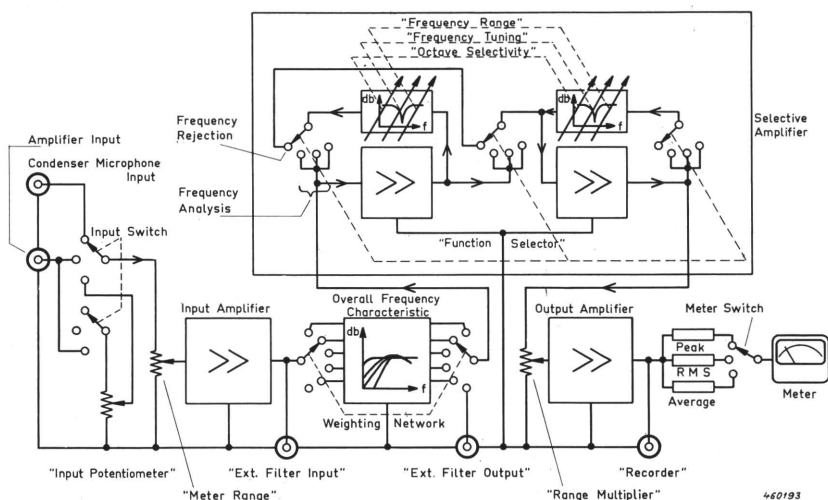 "Frequency Range"
"Frequency Tuning"
"Octave Selectivity"
db
f
db
f
Frequency
Rejection
Selective
Amplifier
Amplifier Input
Condenser Microphone
Input
Frequency
Analysis
"Function Selector"
Input Switch
Input Amplifier
Overall Frequency
Characteristic
db
f
Output Amplifier
Meter Switch
Peak
RMS
Average
Meter
Weighting Network
"Input Potentiometer"
"Ext. Filter Input"
"Ext. Filter Output"
"Recorder"
"Meter Range"
"Range Multiplier"
460193